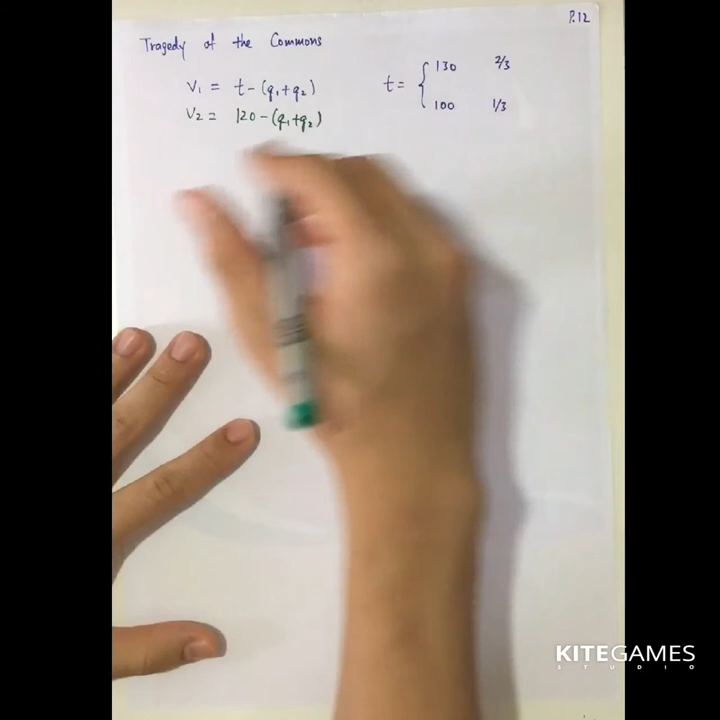 P.12
Tragedy of the Commons
V₁ = t - (q₁+q₂)
V₂ = 120 - (q₁+q₂)
t = { 130 2/3
100 1/3
KITEGAMES
STUDIO